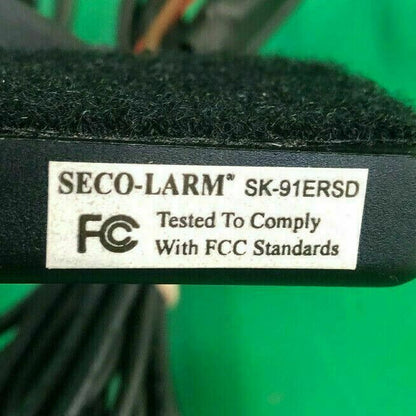 SECO-LARM® SK-91ERSD
FC Tested To Comply
With FCC Standards